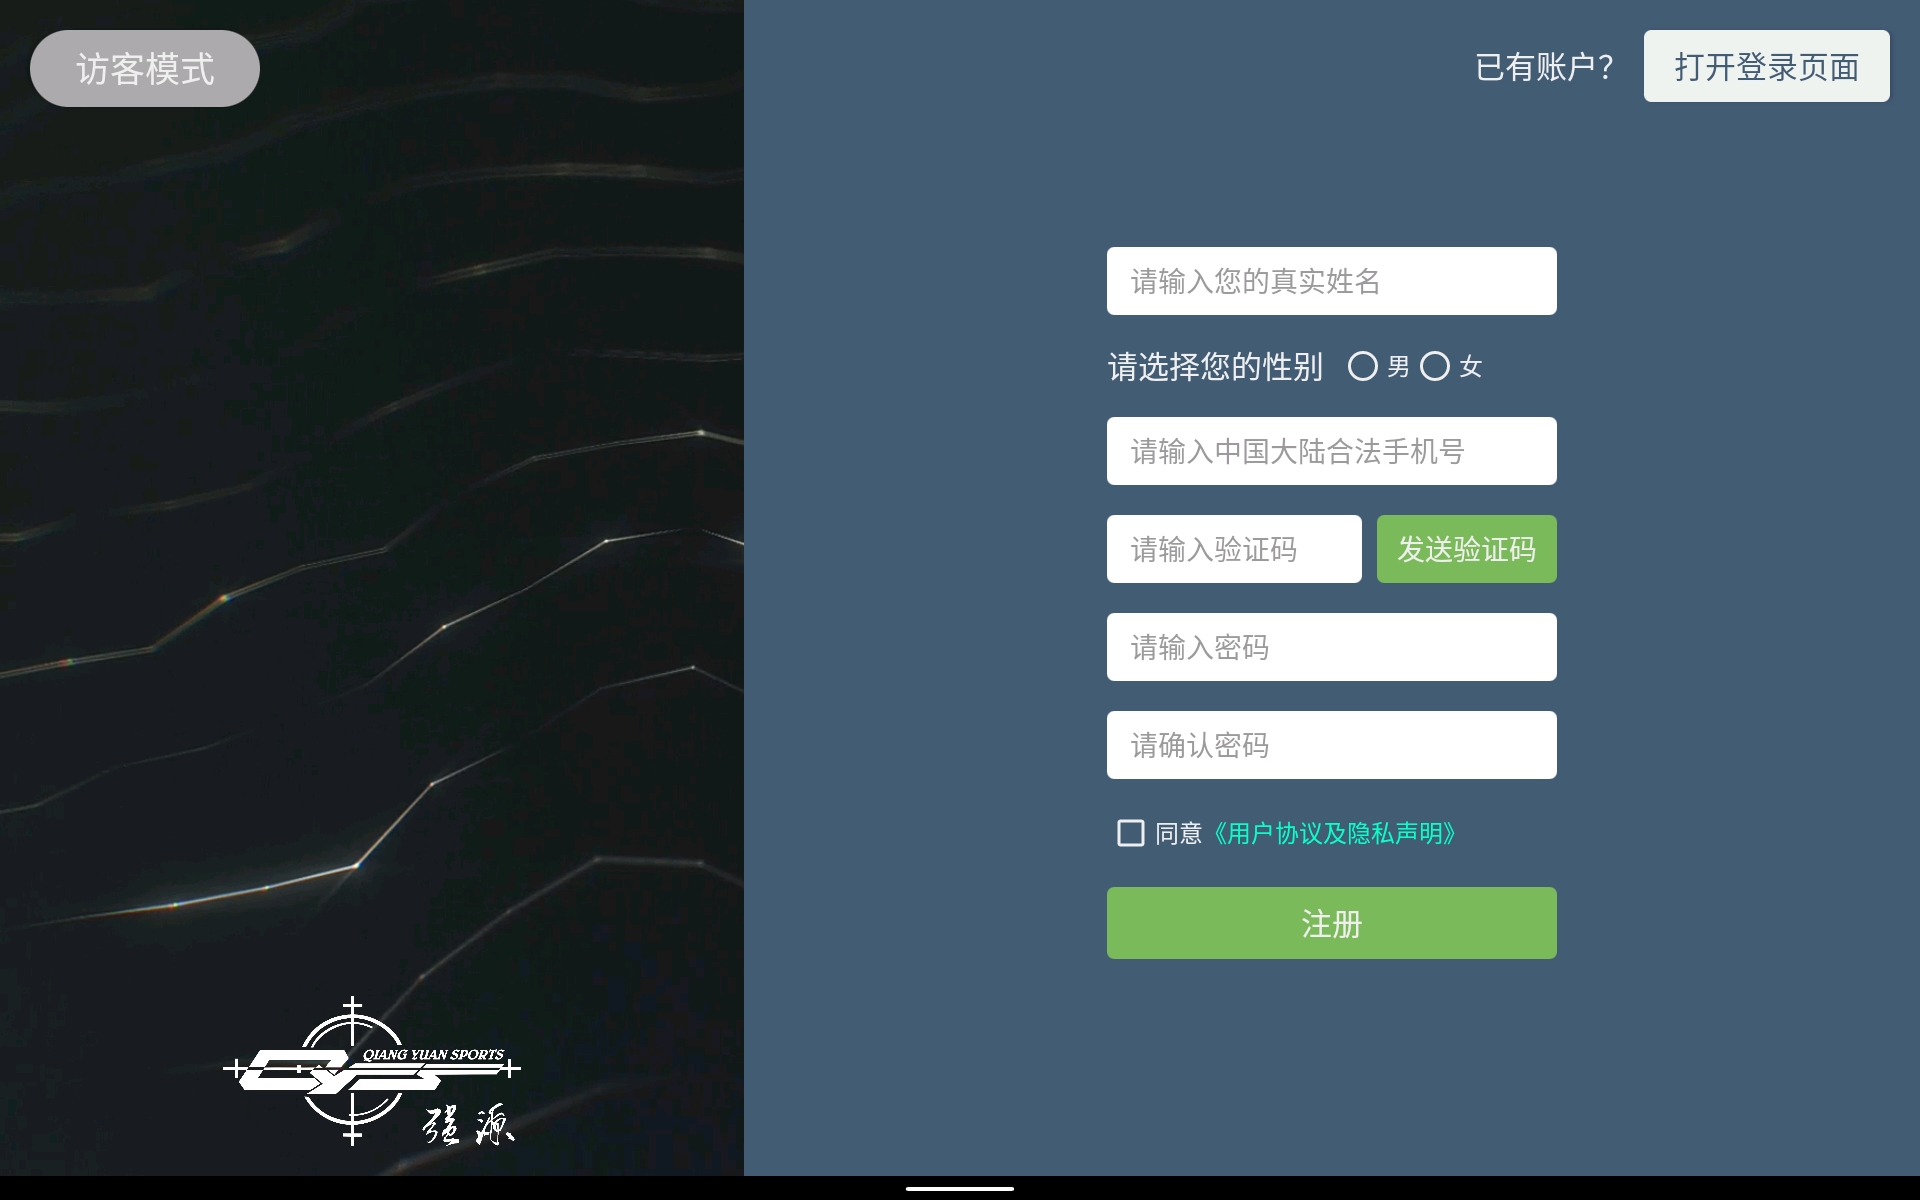 访客模式
已有账户?
打开登录页面
请输入您的真实姓名
请选择您的性别 男 女
请输入中国大陆合法手机号
请输入验证码
发送验证码
请输入密码
请确认密码
同意《用户协议及隐私声明》
注册
QIANG YUAN SPORTS
强源